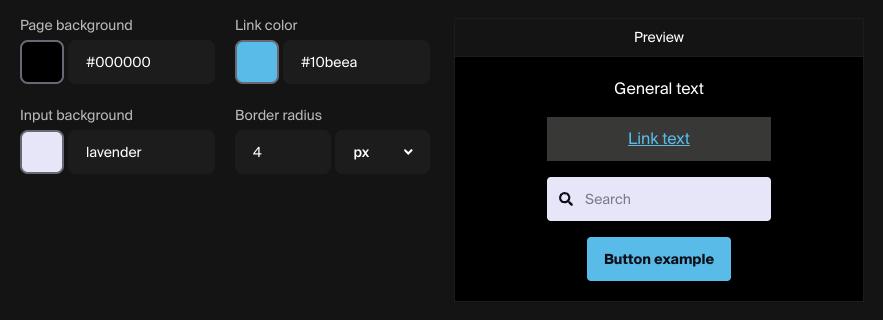 Page background
#000000
Link color
#10beea
Input background
lavender
Border radius
4
px
Preview
General text
Link text
Search
Button example